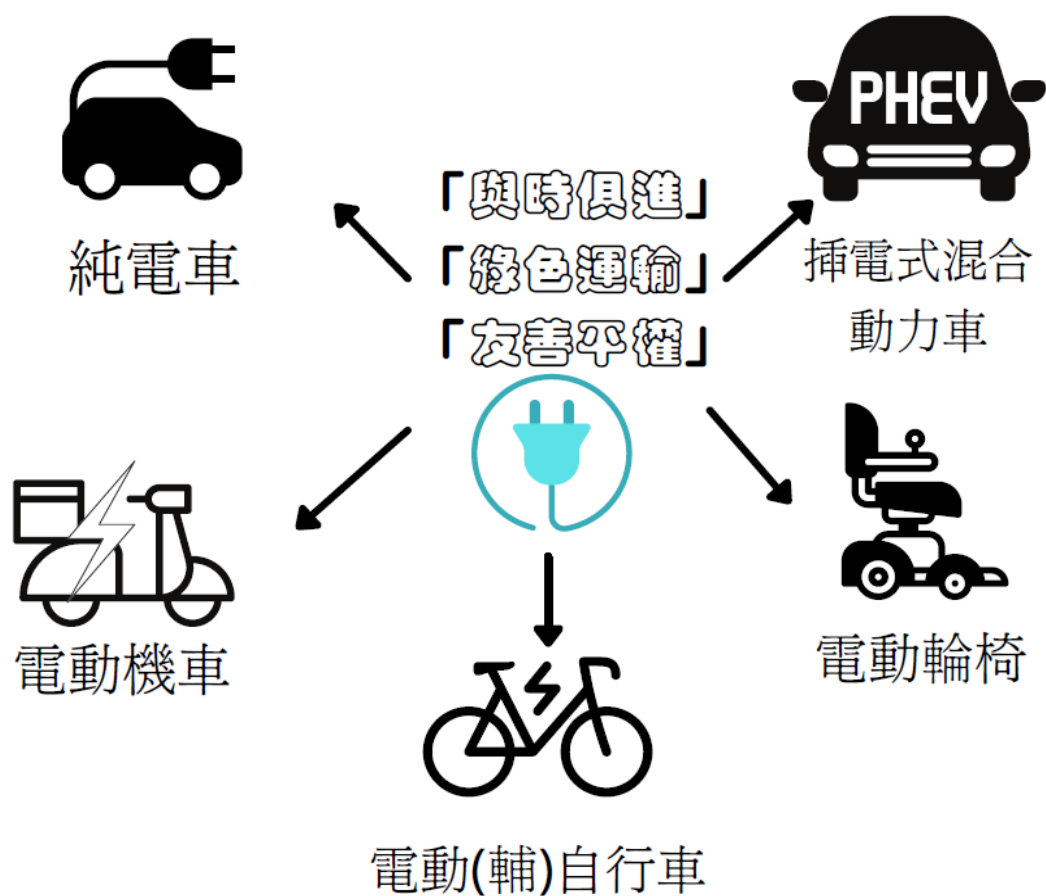 PHEV
「與時俱進」
「綠色運輸」
「友善平權」
純電車
插電式混合
動力車
電動機車
電動輪椅
電動(輔)自行車